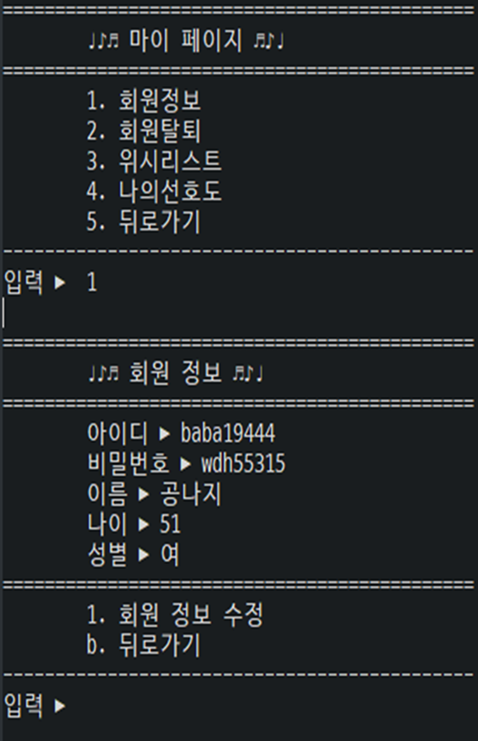 =============================================
♩♪♬ 마이 페이지 ♬♪♩
=============================================
1. 회원정보
2. 회원탈퇴
3. 위시리스트
4. 나의선호도
5. 뒤로가기
---------------------------------------------
입력 ▶ 1
=============================================
♩♪♬ 회원 정보 ♬♪♩
=============================================
아이디 ▶ baba19444
비밀번호 ▶ wdh55315
이름 ▶ 공나지
나이 ▶ 51
성별 ▶ 여
=============================================
1. 회원 정보 수정
b. 뒤로가기
---------------------------------------------
입력 ▶